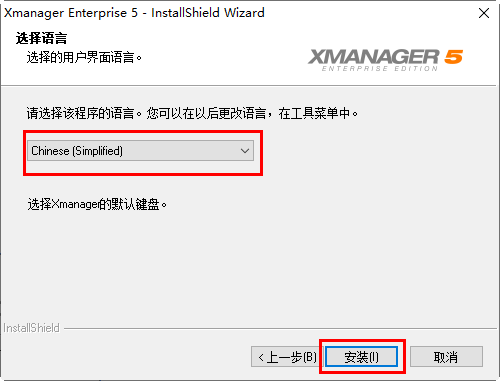 Xmanager Enterprise 5 - InstallShield Wizard
选择语言
选择的用户界面语言。
XMANAGER 5
ENTERPRISE EDITION
请选择该程序的语言。您可以在以后更改语言，在工具菜单中。
Chinese (Simplified)
选择Xmanage的默认键盘。
InstallShield
<上一步(B)
安装(I)
取消